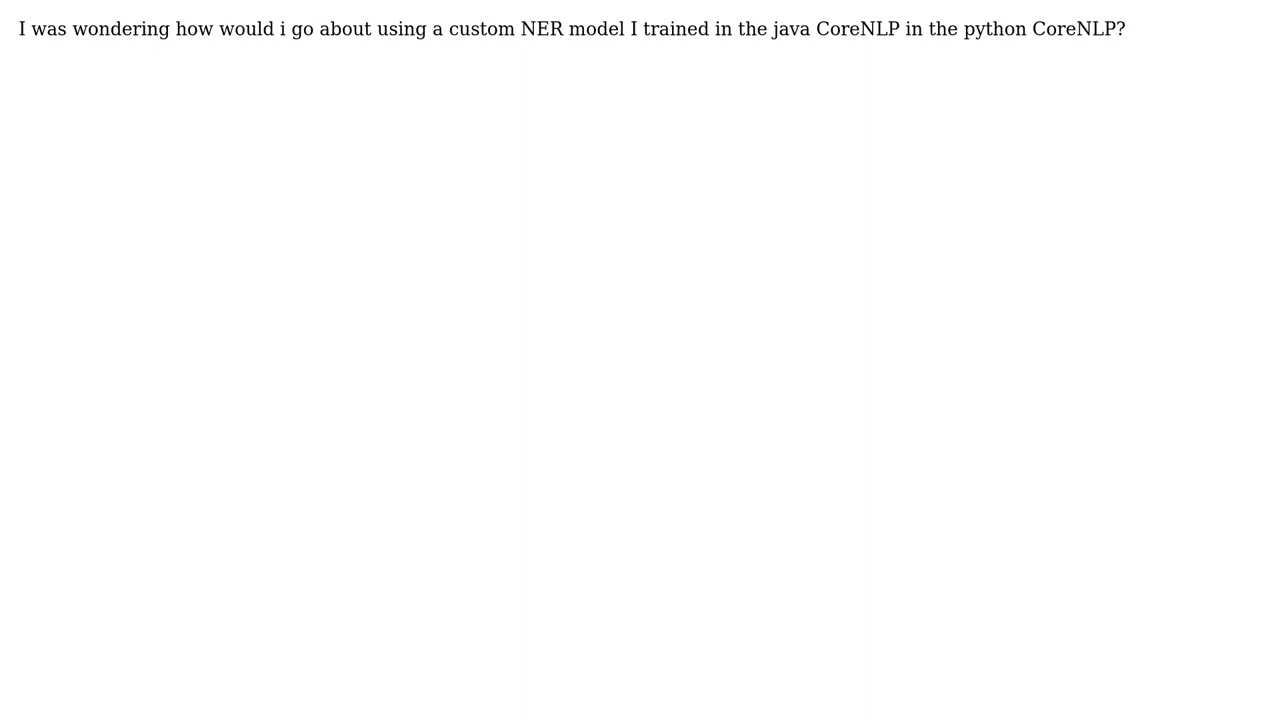 I was wondering how would i go about using a custom NER model I trained in the java CoreNLP in the python CoreNLP?